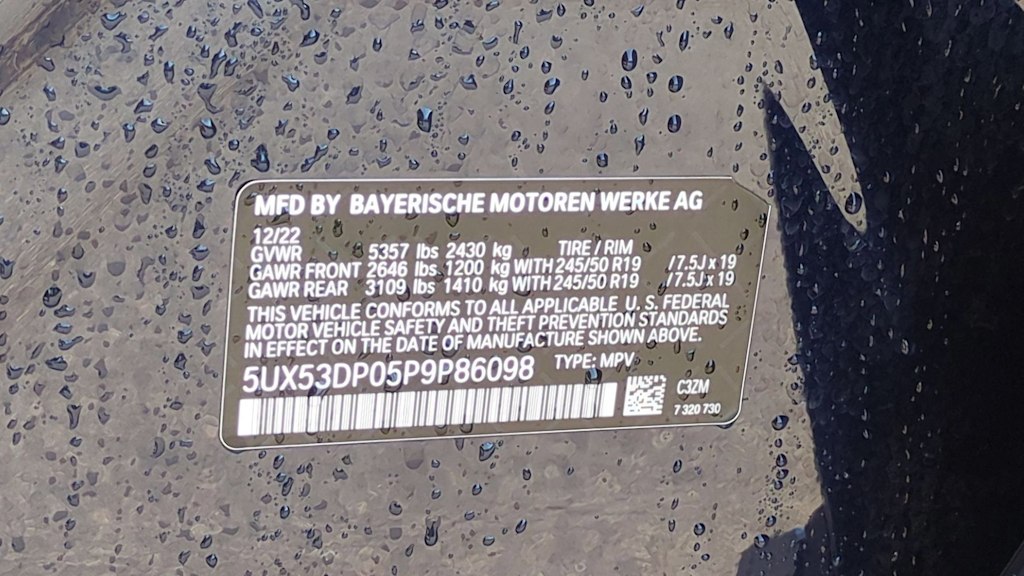 MFD BY BAYERISCHE MOTOREN WERKE AG
12/22
GVWR 5357 lbs 2430 kg TIRE / RIM
GAWR FRONT 2646 lbs 1200 kg WITH 245/50 R19 /7.5J x 19
GAWR REAR 3109 lbs 1410 kg WITH 245/50 R19 /7.5J x 19
THIS VEHICLE CONFORMS TO ALL APPLICABLE U. S. FEDERAL
MOTOR VEHICLE SAFETY AND THEFT PREVENTION STANDARDS
IN EFFECT ON THE DATE OF MANUFACTURE SHOWN ABOVE.
5UX53DP05P9P86098 TYPE: MPV
C3ZM
7 320 730